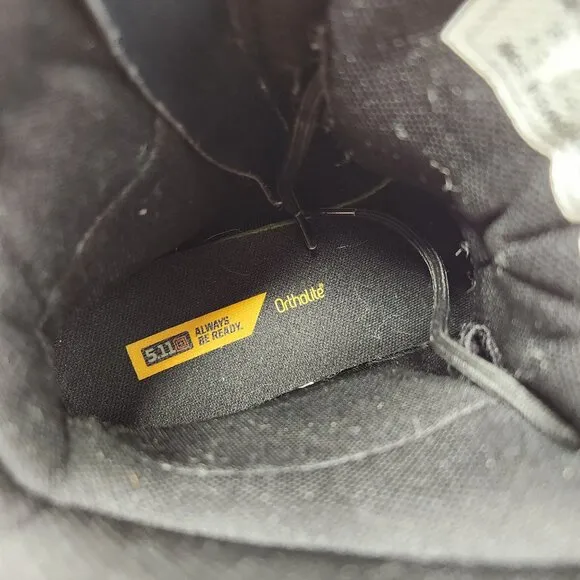 5.11
ALWAYS
BE READY.
OrthoLite®